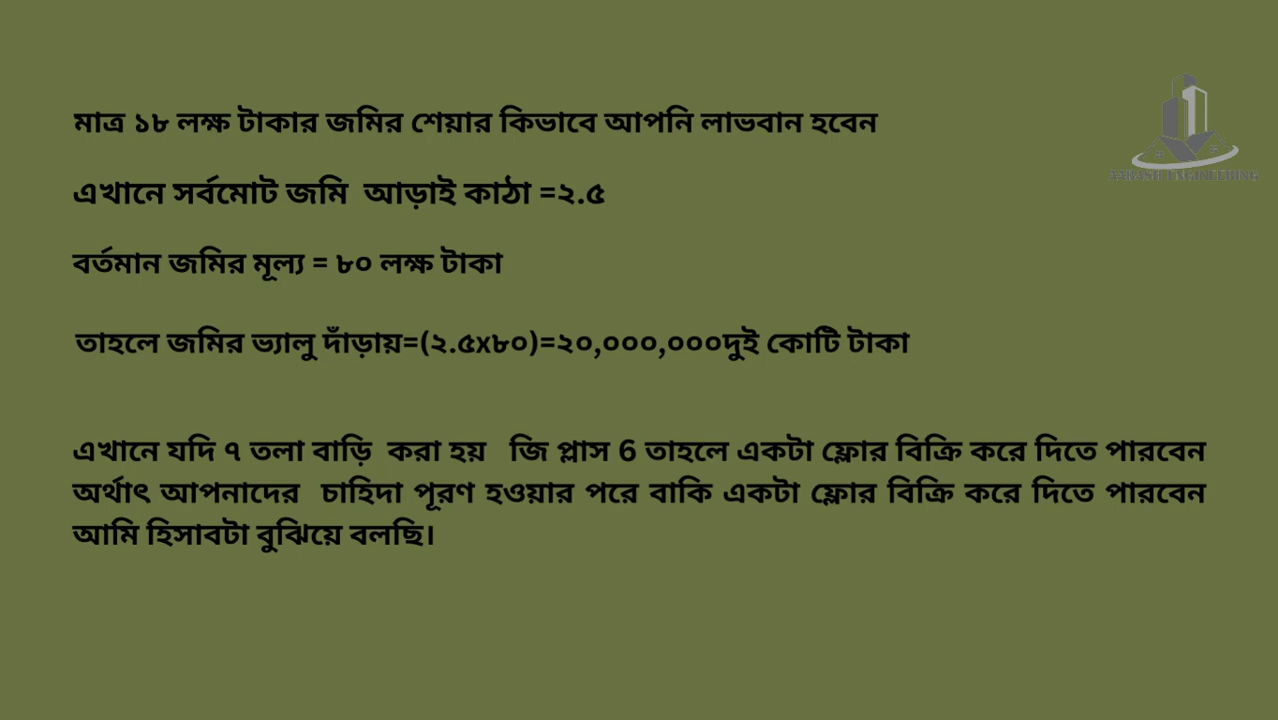 মাত্র ১৮ লক্ষ টাকার জমির শেয়ার কিভাবে আপনি লাভবান হবেন
এখানে সর্বমোট জমি আড়াই কাঠা =২.৫
বর্তমান জমির মূল্য = ৮০ লক্ষ টাকা
তাহলে জমির ভ্যালু দাঁড়ায়=(২.৫x৮০)=২০,০০০,০০০দুই কোটি টাকা
এখানে যদি ৭ তলা বাড়ি করা হয় জি প্লাস 6 তাহলে একটা ফ্লোর বিক্রি করে দিতে পারবেন
অর্থাৎ আপনাদের চাহিদা পূরণ হওয়ার পরে বাকি একটা ফ্লোর বিক্রি করে দিতে পারবেন
আমি হিসাবটা বুঝিয়ে বলছি।
ENGINEERING